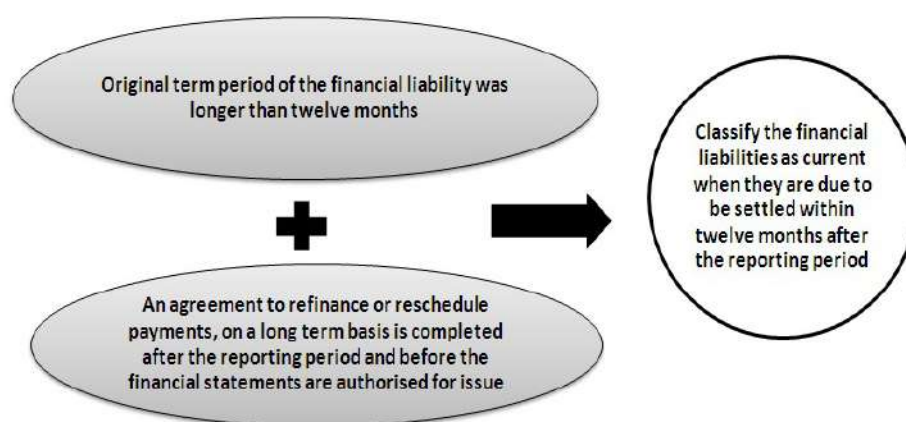 Original term period of the financial liability was
longer than twelve months
An agreement to refinance or reschedule
payments, on a long term basis is completed
after the reporting period and before the
financial statements are authorised for issue
Classify the financial
liabilities as current
when they are due to
be settled within
twelve months after
the reporting period